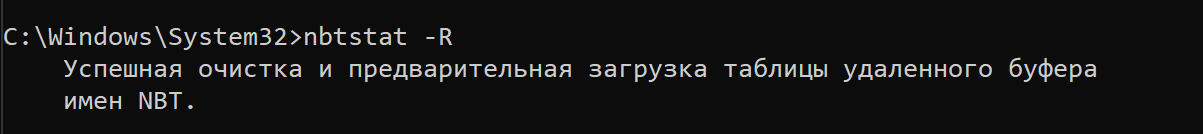 C:\Windows\System32>nbtstat -R
Успешная очистка и предварительная загрузка таблицы удаленного буфера
имен NBT.